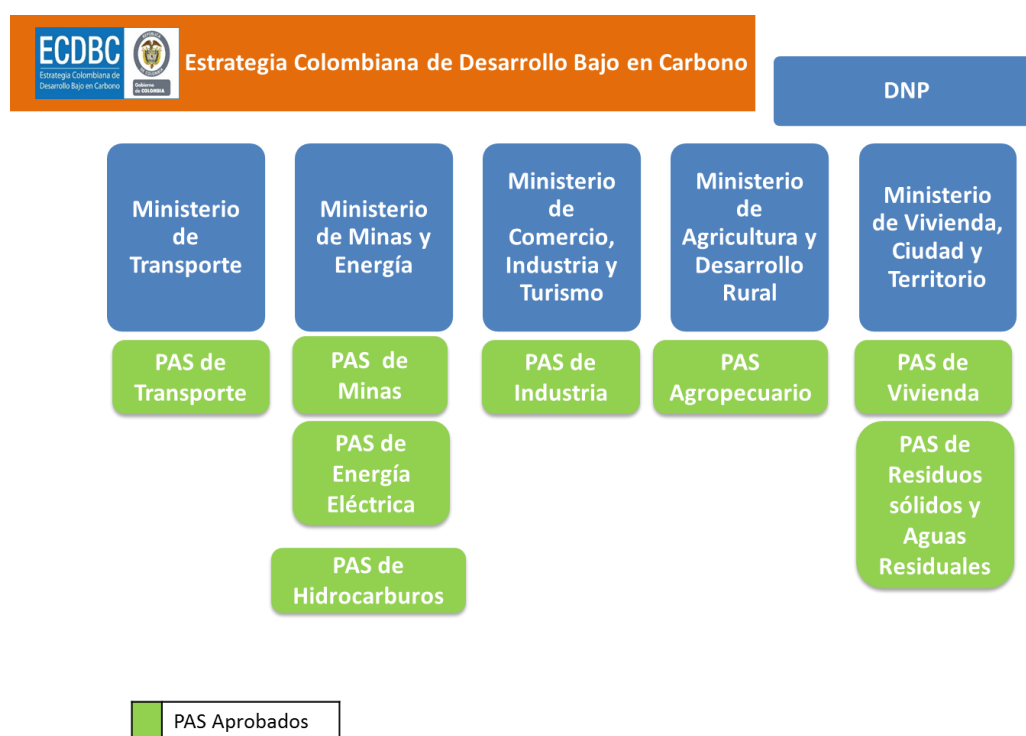 ECDBC
Estrategia Colombiana de
Desarrollo Bajo en Carbono
Gobierno
de COLOMBIA
Estrategia Colombiana de Desarrollo Bajo en Carbono
DNP
Ministerio
de
Transporte
Ministerio
de Minas y
Energía
Ministerio
de
Comercio,
Industria y
Turismo
Ministerio
de
Agricultura y
Desarrollo
Rural
Ministerio
de Vivienda,
Ciudad y
Territorio
PAS de
Transporte
PAS de
Minas
PAS de
Industria
PAS
Agropecuario
PAS de
Vivienda
PAS de
Energía
Eléctrica
PAS de
Residuos
sólidos y
Aguas
Residuales
PAS de
Hidrocarburos
PAS Aprobados